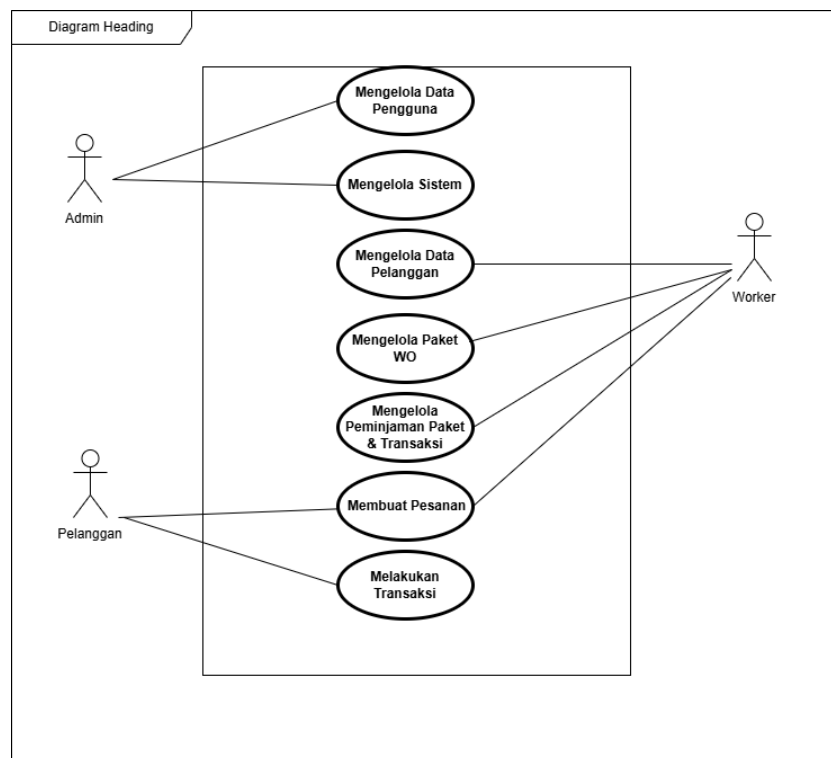 Diagram Heading
Mengelola Data
Pengguna
Admin
Mengelola Sistem
Mengelola Data
Pelanggan
Worker
Mengelola Paket
WO
Mengelola
Peminjaman Paket
& Transaksi
Pelanggan
Membuat Pesanan
Melakukan
Transaksi